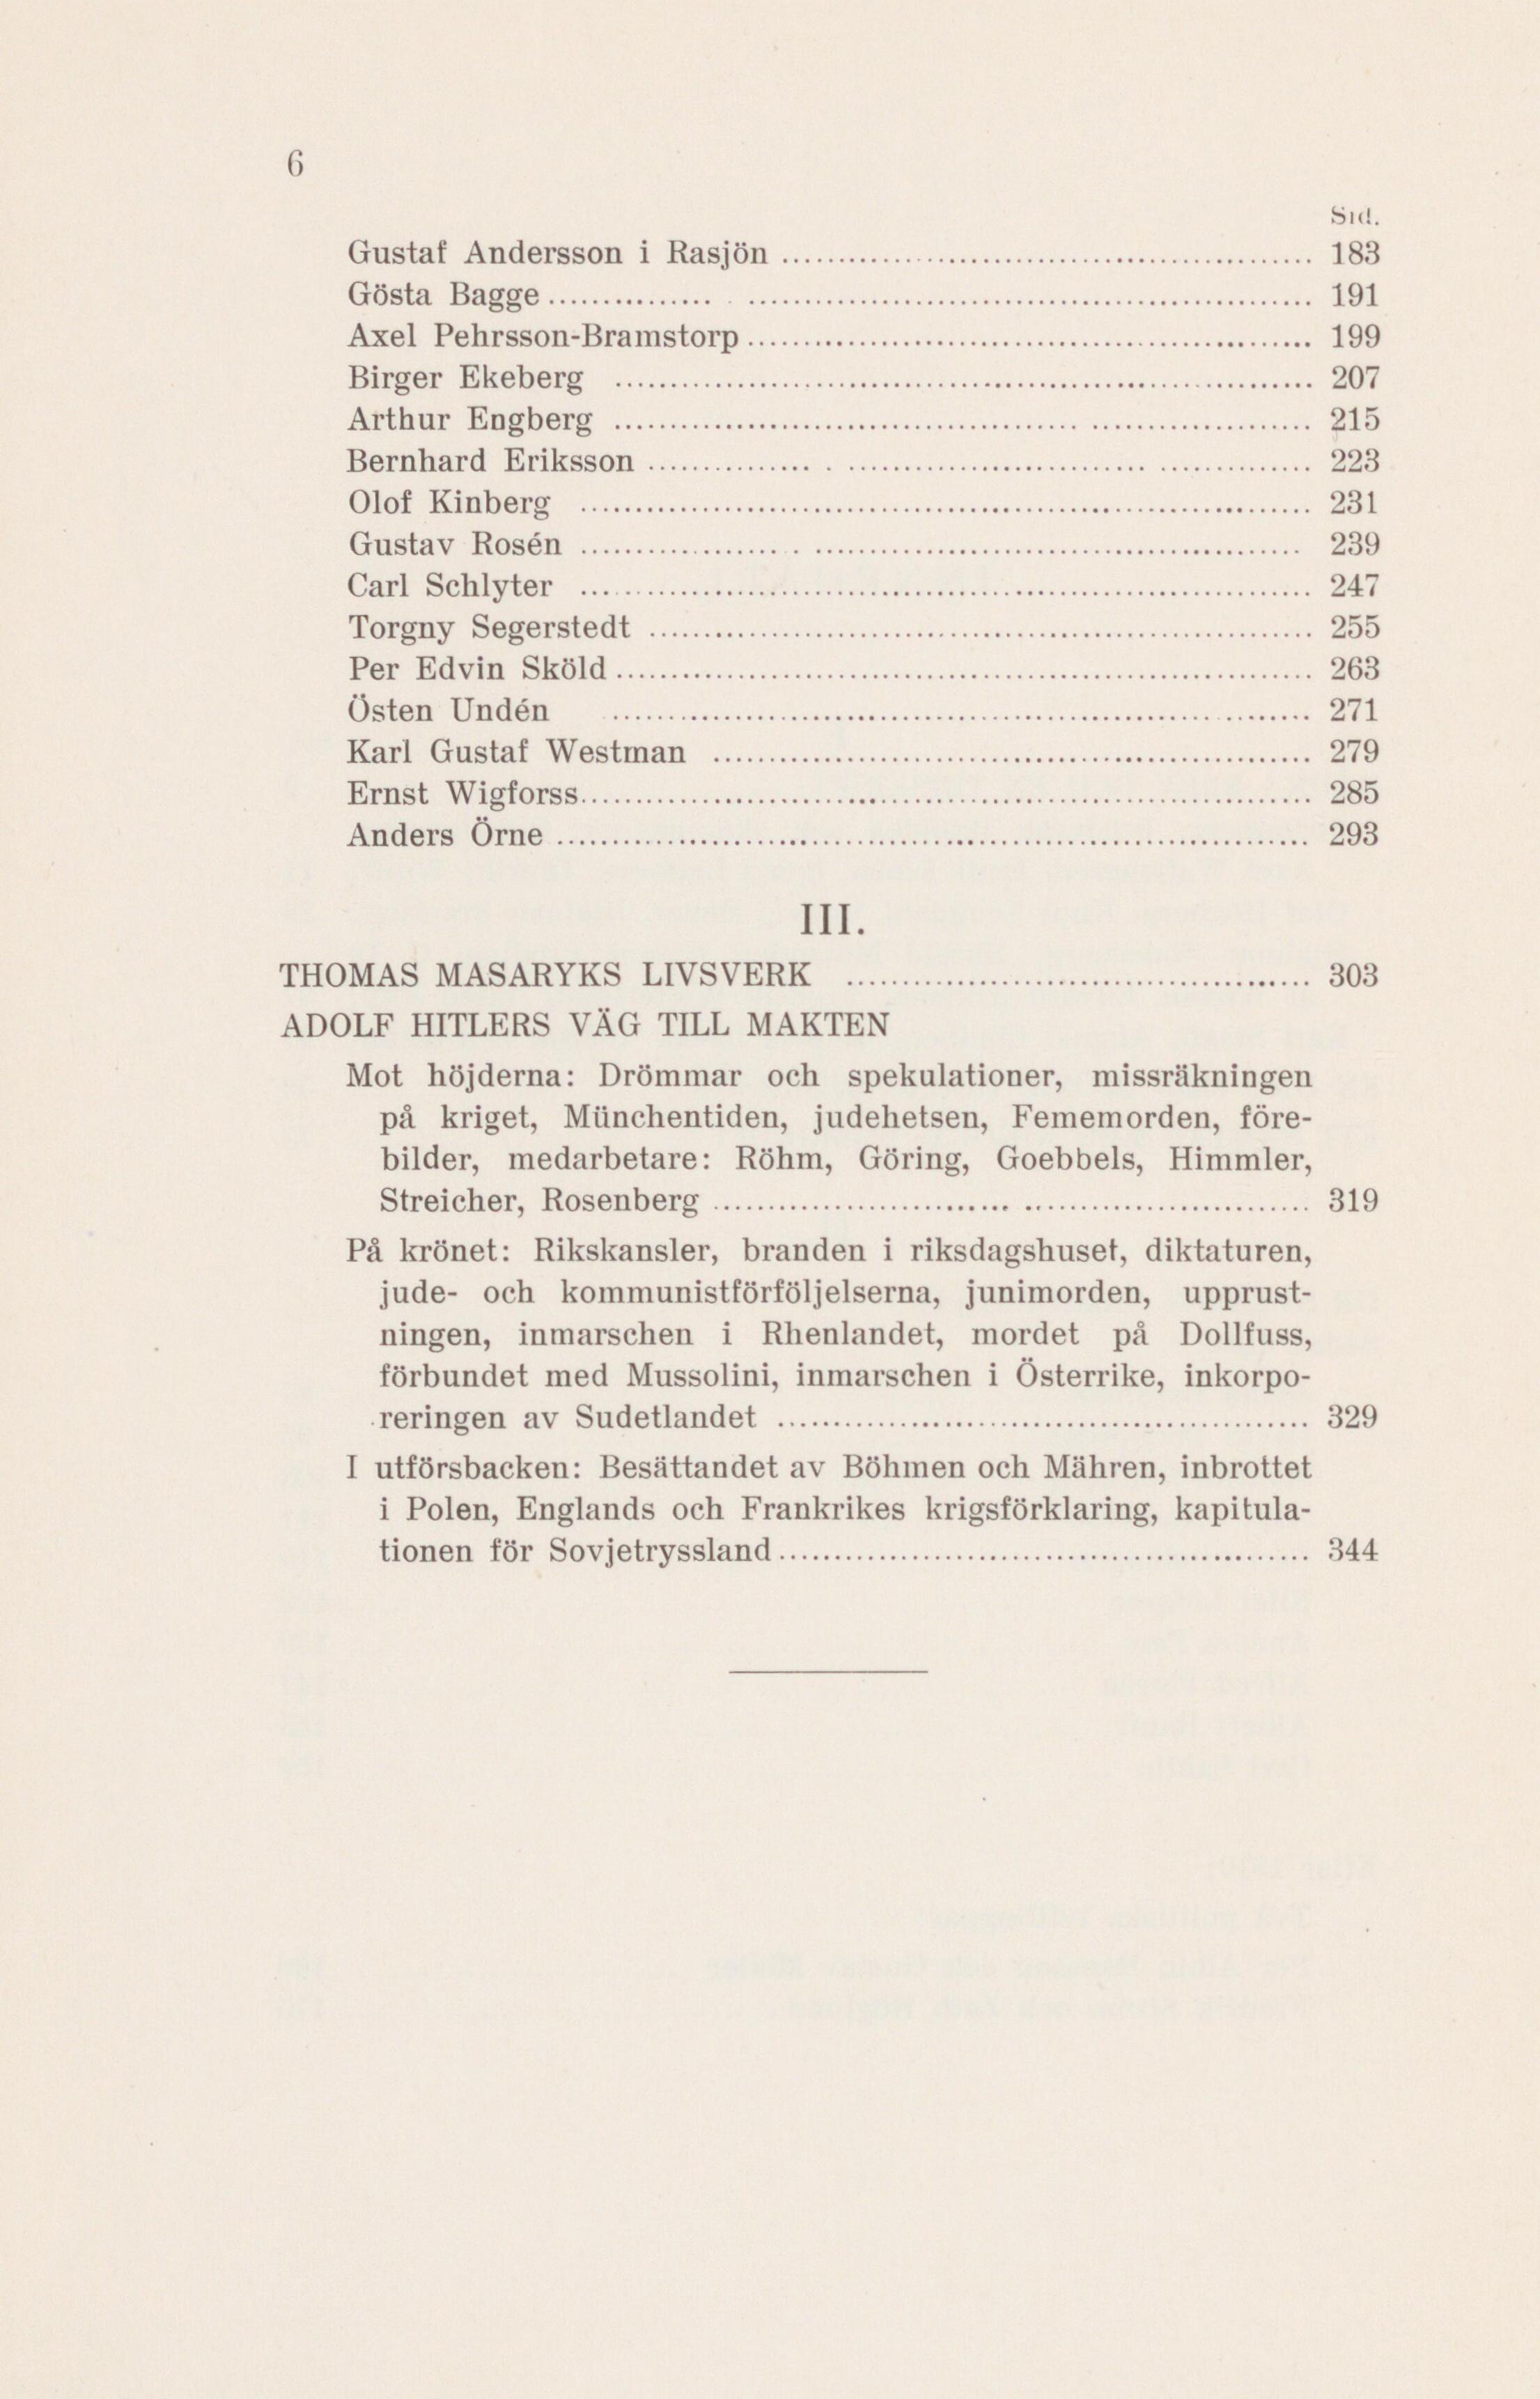 6
Sid.
Gustaf Andersson i Rasjön 183
Gösta Bagge 191
Axel Pehrsson-Bramstorp 199
Birger Ekeberg 207
Arthur Engberg 215
Bernhard Eriksson 223
Olof Kinberg 231
Gustav Rosén 239
Carl Schlyter 247
Torgny Segerstedt 255
Per Edvin Sköld 263
Östen Undén 271
Karl Gustaf Westman 279
Ernst Wigforss 285
Anders Örne 293
III.
THOMAS MASARYKS LIVSVERK 303
ADOLF HITLERS VÄG TILL MAKTEN
Mot höjderna: Drömmar och spekulationer, missräkningen
på kriget, Münchentiden, judehetsen, Fememorden, före-
bilder, medarbetare: Röhm, Göring, Goebbels, Himmler,
Streicher, Rosenberg 319
På krönet: Rikskansler, branden i riksdagshuset, diktaturen,
jude- och kommunistförföljelserna, junimorden, upprust-
ningen, inmarschen i Rhenlandet, mordet på Dollfuss,
förbundet med Mussolini, inmarschen i Österrike, inkorpo-
reringen av Sudetlandet 329
I utförsbacken: Besättandet av Böhmen och Mähren, inbrottet
i Polen, Englands och Frankrikes krigsförklaring, kapitula-
tionen för Sovjetryssland 344